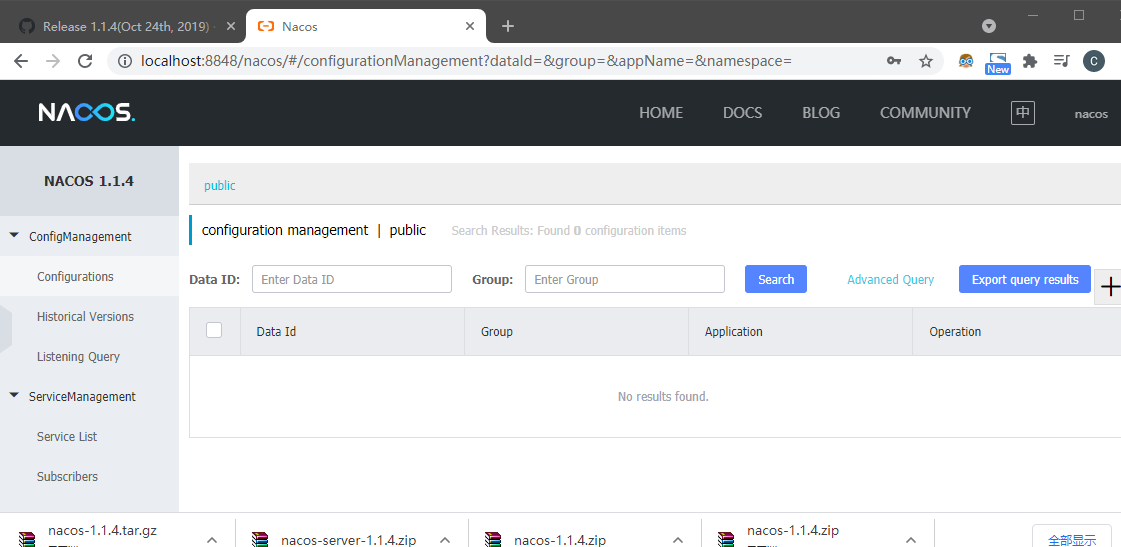 Release 1.1.4(Oct 24th, 2019)
Nacos
localhost:8848/nacos/#/configurationManagement?dataId=&group=&appName=&namespace=
New
C
NACOS.
HOME DOCS BLOG COMMUNITY 中 nacos
NACOS 1.1.4
public
ConfigManagement
configuration management | public Search Results: Found 0 configuration items
Configurations
Data ID: Enter Data ID Group: Enter Group Search Advanced Query Export query results
Historical Versions
Data Id Group Application Operation
Listening Query
ServiceManagement
No results found.
Service List
Subscribers
nacos-1.1.4.tar.gz
nacos-server-1.1.4.zip
nacos-1.1.4.zip
nacos-1.1.4.zip
全部显示